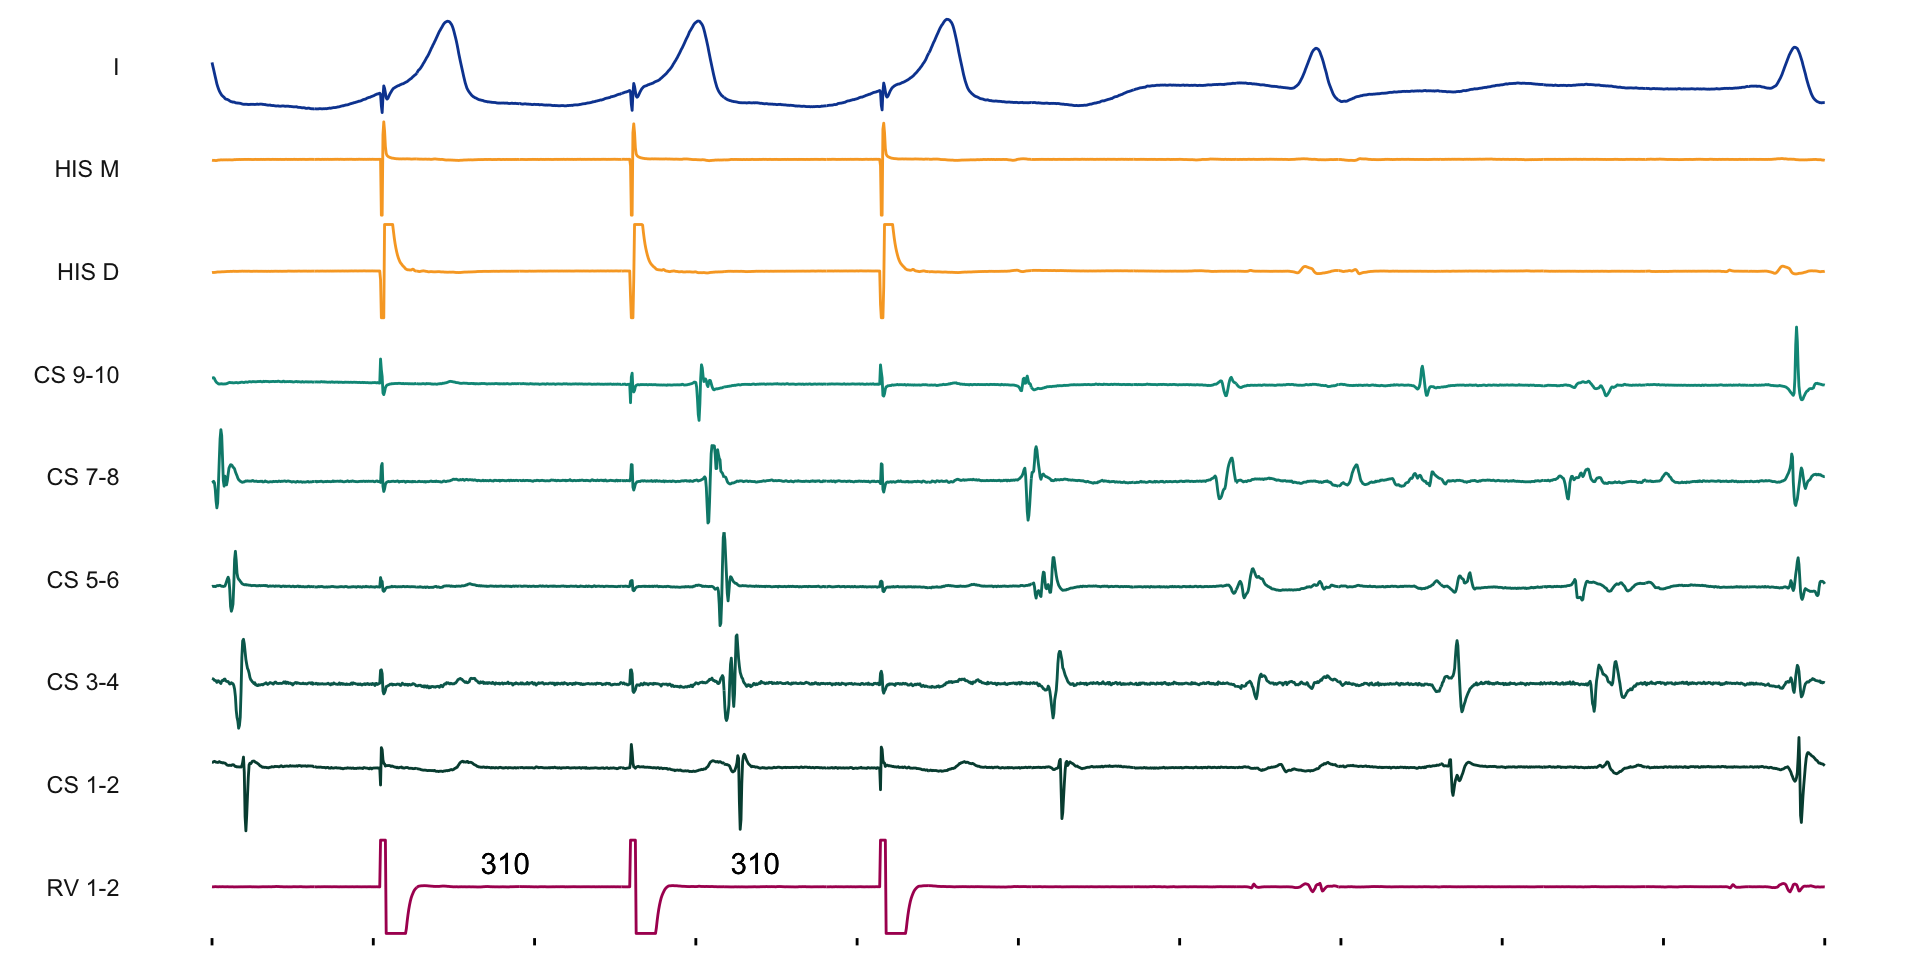 I
HIS M
HIS D
CS 9-10
CS 7-8
CS 5-6
CS 3-4
CS 1-2
310 310
RV 1-2